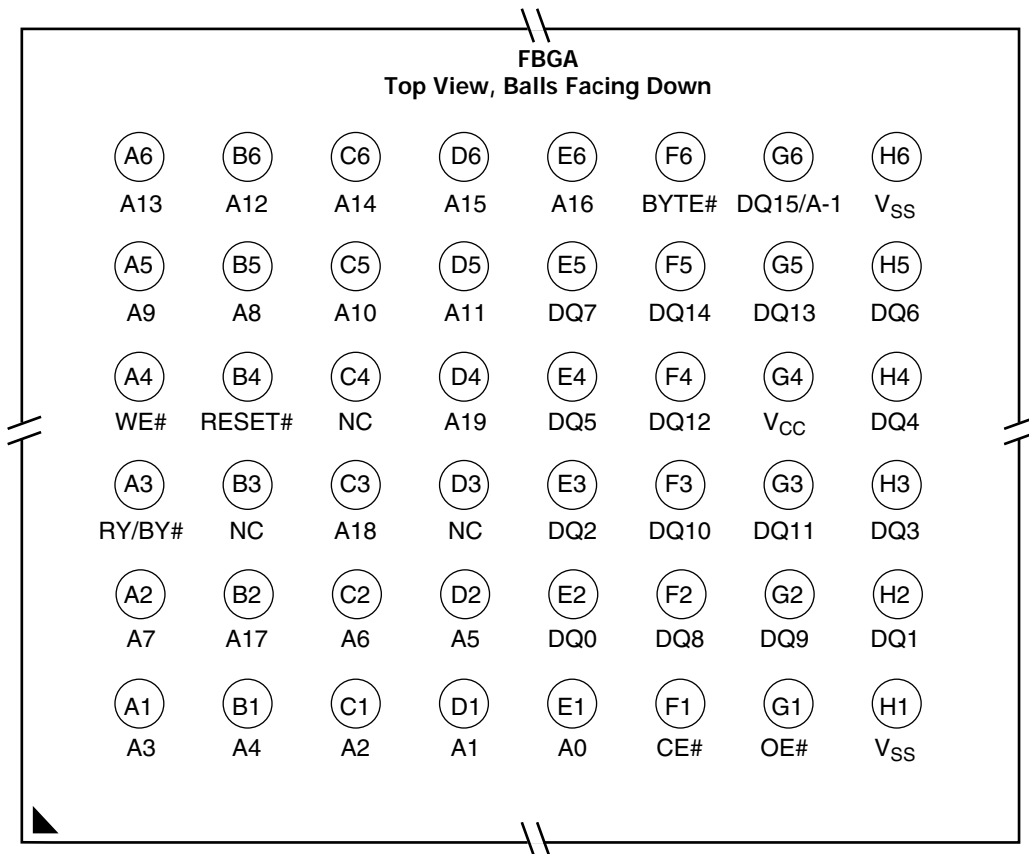 FBGA
Top View, Balls Facing Down
A6 B6 C6 D6 E6 F6 G6 H6
A13 A12 A14 A15 A16 BYTE# DQ15/A-1 VSS
A5 B5 C5 D5 E5 F5 G5 H5
A9 A8 A10 A11 DQ7 DQ14 DQ13 DQ6
A4 B4 C4 D4 E4 F4 G4 H4
WE# RESET# NC A19 DQ5 DQ12 VCC DQ4
A3 B3 C3 D3 E3 F3 G3 H3
RY/BY# NC A18 NC DQ2 DQ10 DQ11 DQ3
A2 B2 C2 D2 E2 F2 G2 H2
A7 A17 A6 A5 DQ0 DQ8 DQ9 DQ1
A1 B1 C1 D1 E1 F1 G1 H1
A3 A4 A2 A1 A0 CE# OE# VSS